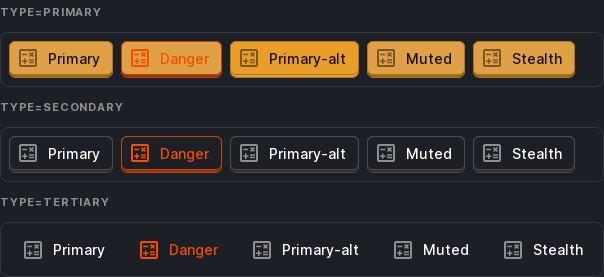 TYPE=PRIMARY
Primary Danger Primary-alt Muted Stealth
TYPE=SECONDARY
Primary Danger Primary-alt Muted Stealth
TYPE=TERTIARY
Primary Danger Primary-alt Muted Stealth